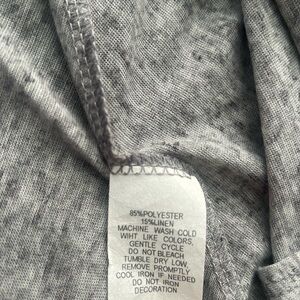 85%POLYESTER
15%LINEN
MACHINE WASH COLD
WIHT LIKE COLORS,
GENTLE CYCLE
DO NOT BLEACH
TUMBLE DRY LOW,
REMOVE PROMPTLY
COOL IRON IF NEEDED
DO NOT IRON
DECORATION